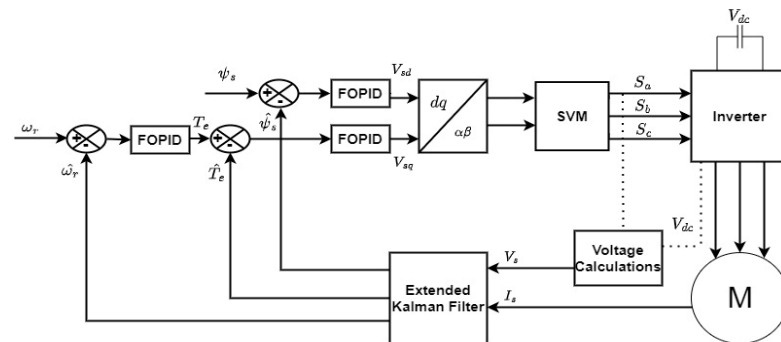 V_dc
ψ_s
FOPID
V_sd
dq
αβ
SVM
S_a
S_b
S_c
Inverter
ω_r
FOPID
T_e
ψ̂_s
FOPID
V_sq
ω̂_r
T̂_e
V_dc
Voltage
Calculations
V_s
Extended
Kalman Filter
I_s
M